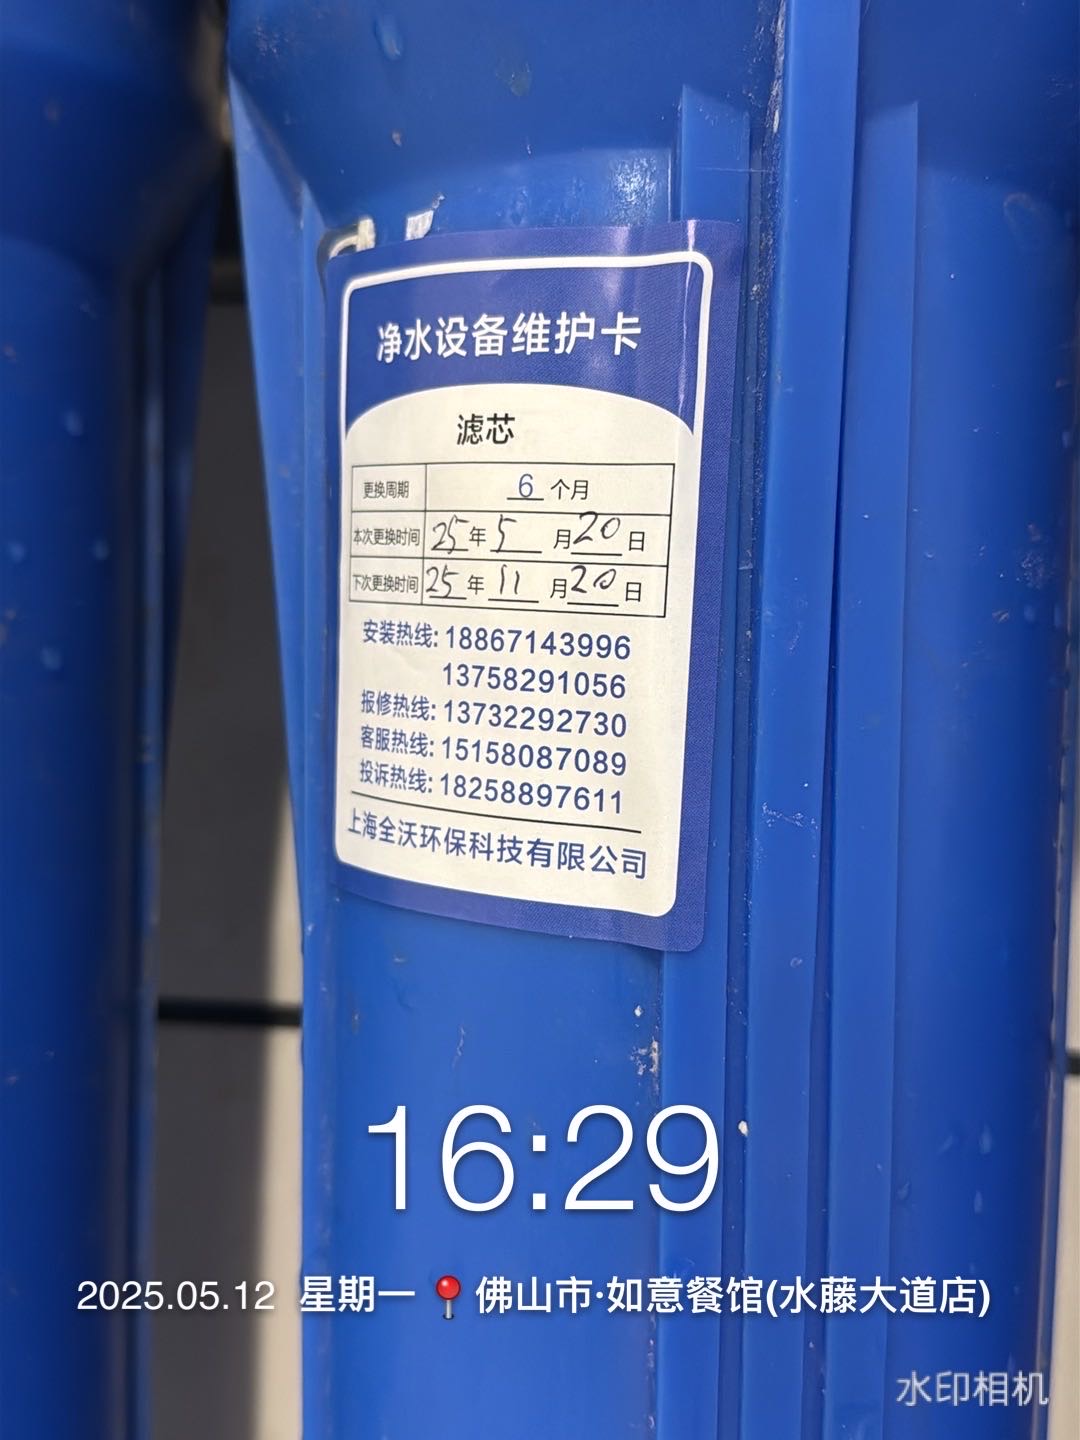 净水设备维护卡
滤芯
更换周期 6 个月
本次更换时间 25 年 5 月 20 日
下次更换时间 25 年 11 月 20 日
安装热线: 18867143996
13758291056
报修热线: 13732292730
客服热线: 15158087089
投诉热线: 18258897611
上海全沃环保科技有限公司
16:29
2025.05.12 星期一 📍 佛山市·如意餐馆(水藤大道店)
水印相机